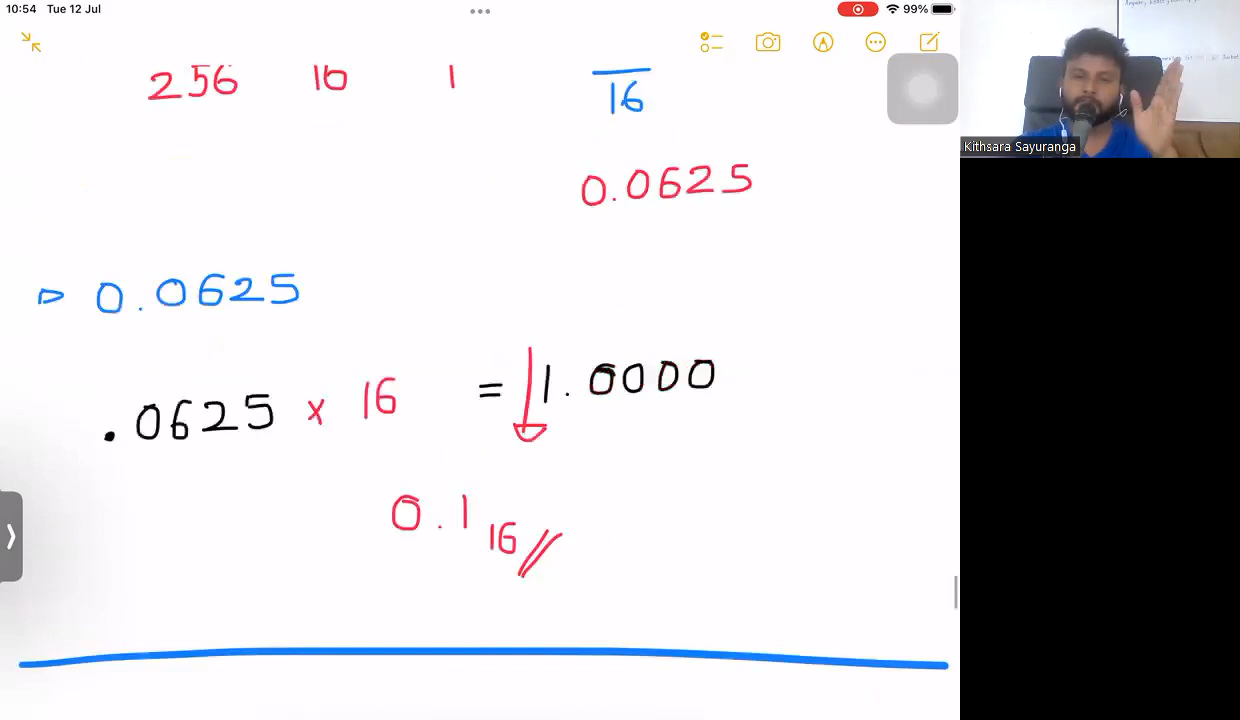 10:54 Tue 12 Jul
99%
256 16 1 16
0.0625
0.0625
.0625 × 16 = 1.0000
0.1 16
Kithsara Sayuranga